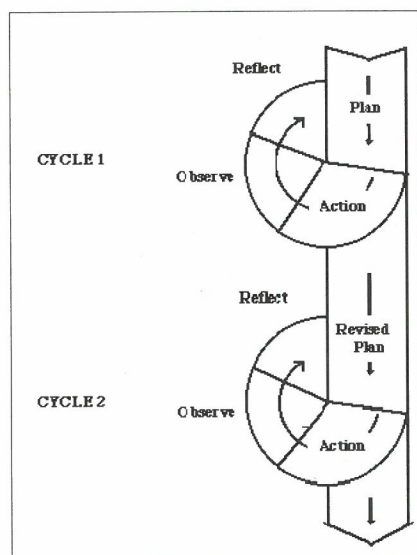 Reflect
Plan
CYCLE 1
Observe
Action
Reflect
Revised
Plan
CYCLE 2
Observe
Action